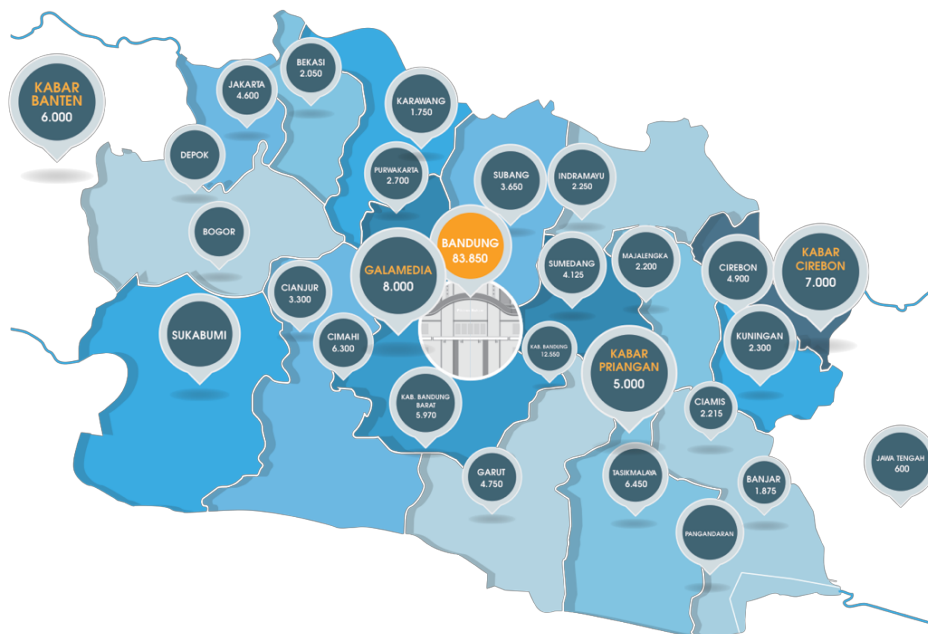 BEKASI
2.050
KABAR
BANTEN
6.000
JAKARTA
4.600
KARAWANG
1.750
DEPOK
PURWAKARTA
2.700
SUBANG
3.650
INDRAMAYU
2.250
BOGOR
BANDUNG
83.850
GALAMEDIA
8.000
SUMEDANG
4.125
MAJALENGKA
2.200
CIREBON
4.900
KABAR
CIREBON
7.000
CIANJUR
3.300
SUKABUMI
CIMAHI
6.300
KAB. BANDUNG
12.550
KABAR
PRIANGAN
5.000
KUNINGAN
2.300
KAB. BANDUNG
BARAT
5.970
CIAMIS
2.215
JAWA TENGAH
600
GARUT
4.750
TASIKMALAYA
6.450
BANJAR
1.875
PANGANDARAN